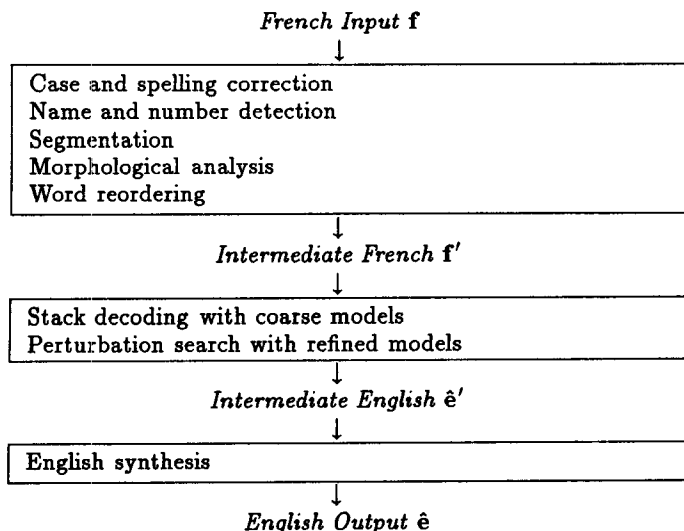 French Input f
↓
Case and spelling correction
Name and number detection
Segmentation
Morphological analysis
Word reordering
↓
Intermediate French f′
↓
Stack decoding with coarse models
Perturbation search with refined models
↓
Intermediate English ê′
↓
English synthesis
↓
English Output ê